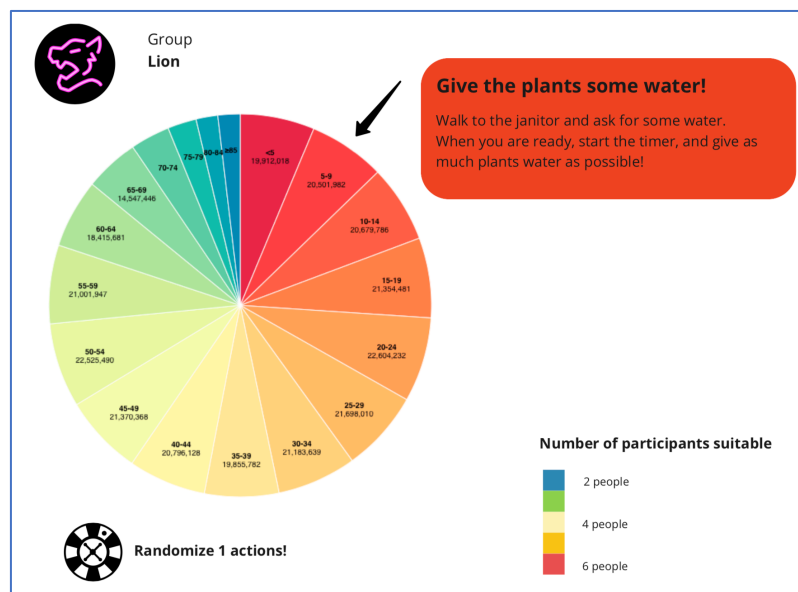 Group
Lion
Give the plants some water!
Walk to the janitor and ask for some water.
When you are ready, start the timer, and give as
much plants water as possible!
<5
19,912,018
5-9
20,501,982
10-14
20,679,786
15-19
21,354,481
20-24
22,604,232
25-29
21,698,010
30-34
21,183,639
35-39
19,855,782
40-44
20,796,128
45-49
21,370,368
50-54
22,525,490
55-59
21,001,947
60-64
18,415,681
65-69
14,547,446
70-74
75-79
80-84
≥85
Number of participants suitable
2 people
4 people
6 people
Randomize 1 actions!